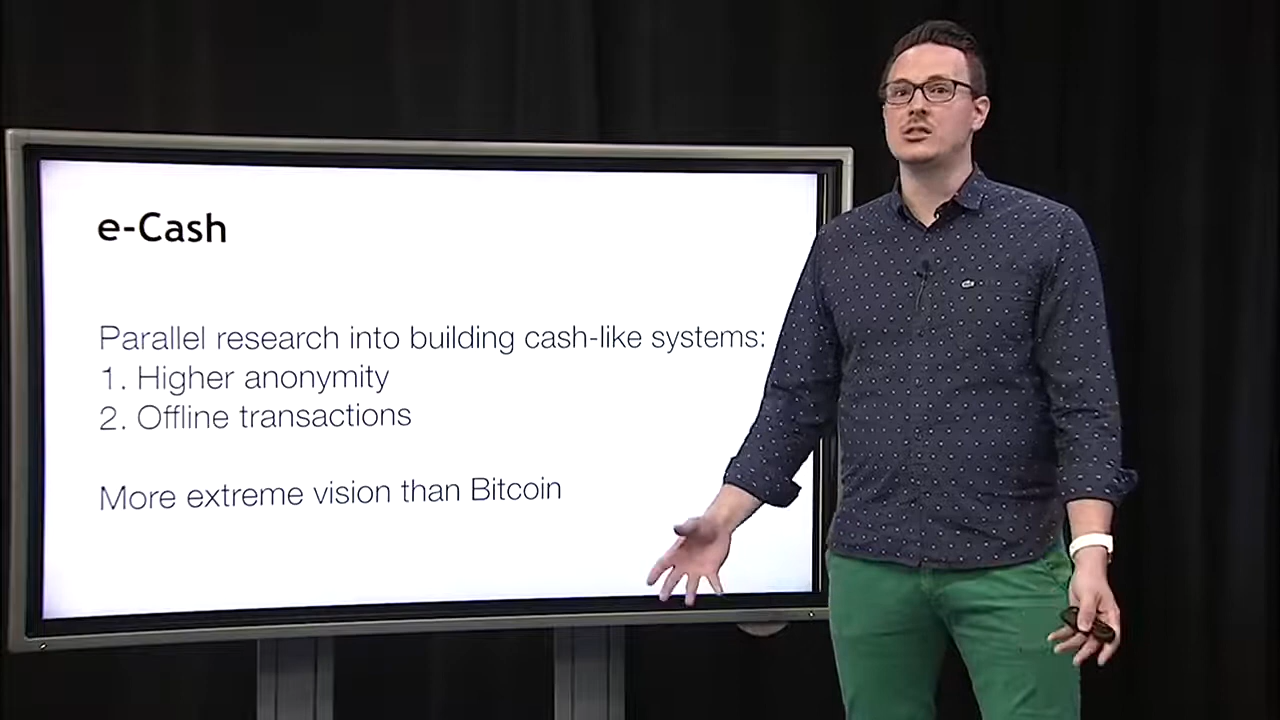 e-Cash
Parallel research into building cash-like systems:
1. Higher anonymity
2. Offline transactions
More extreme vision than Bitcoin